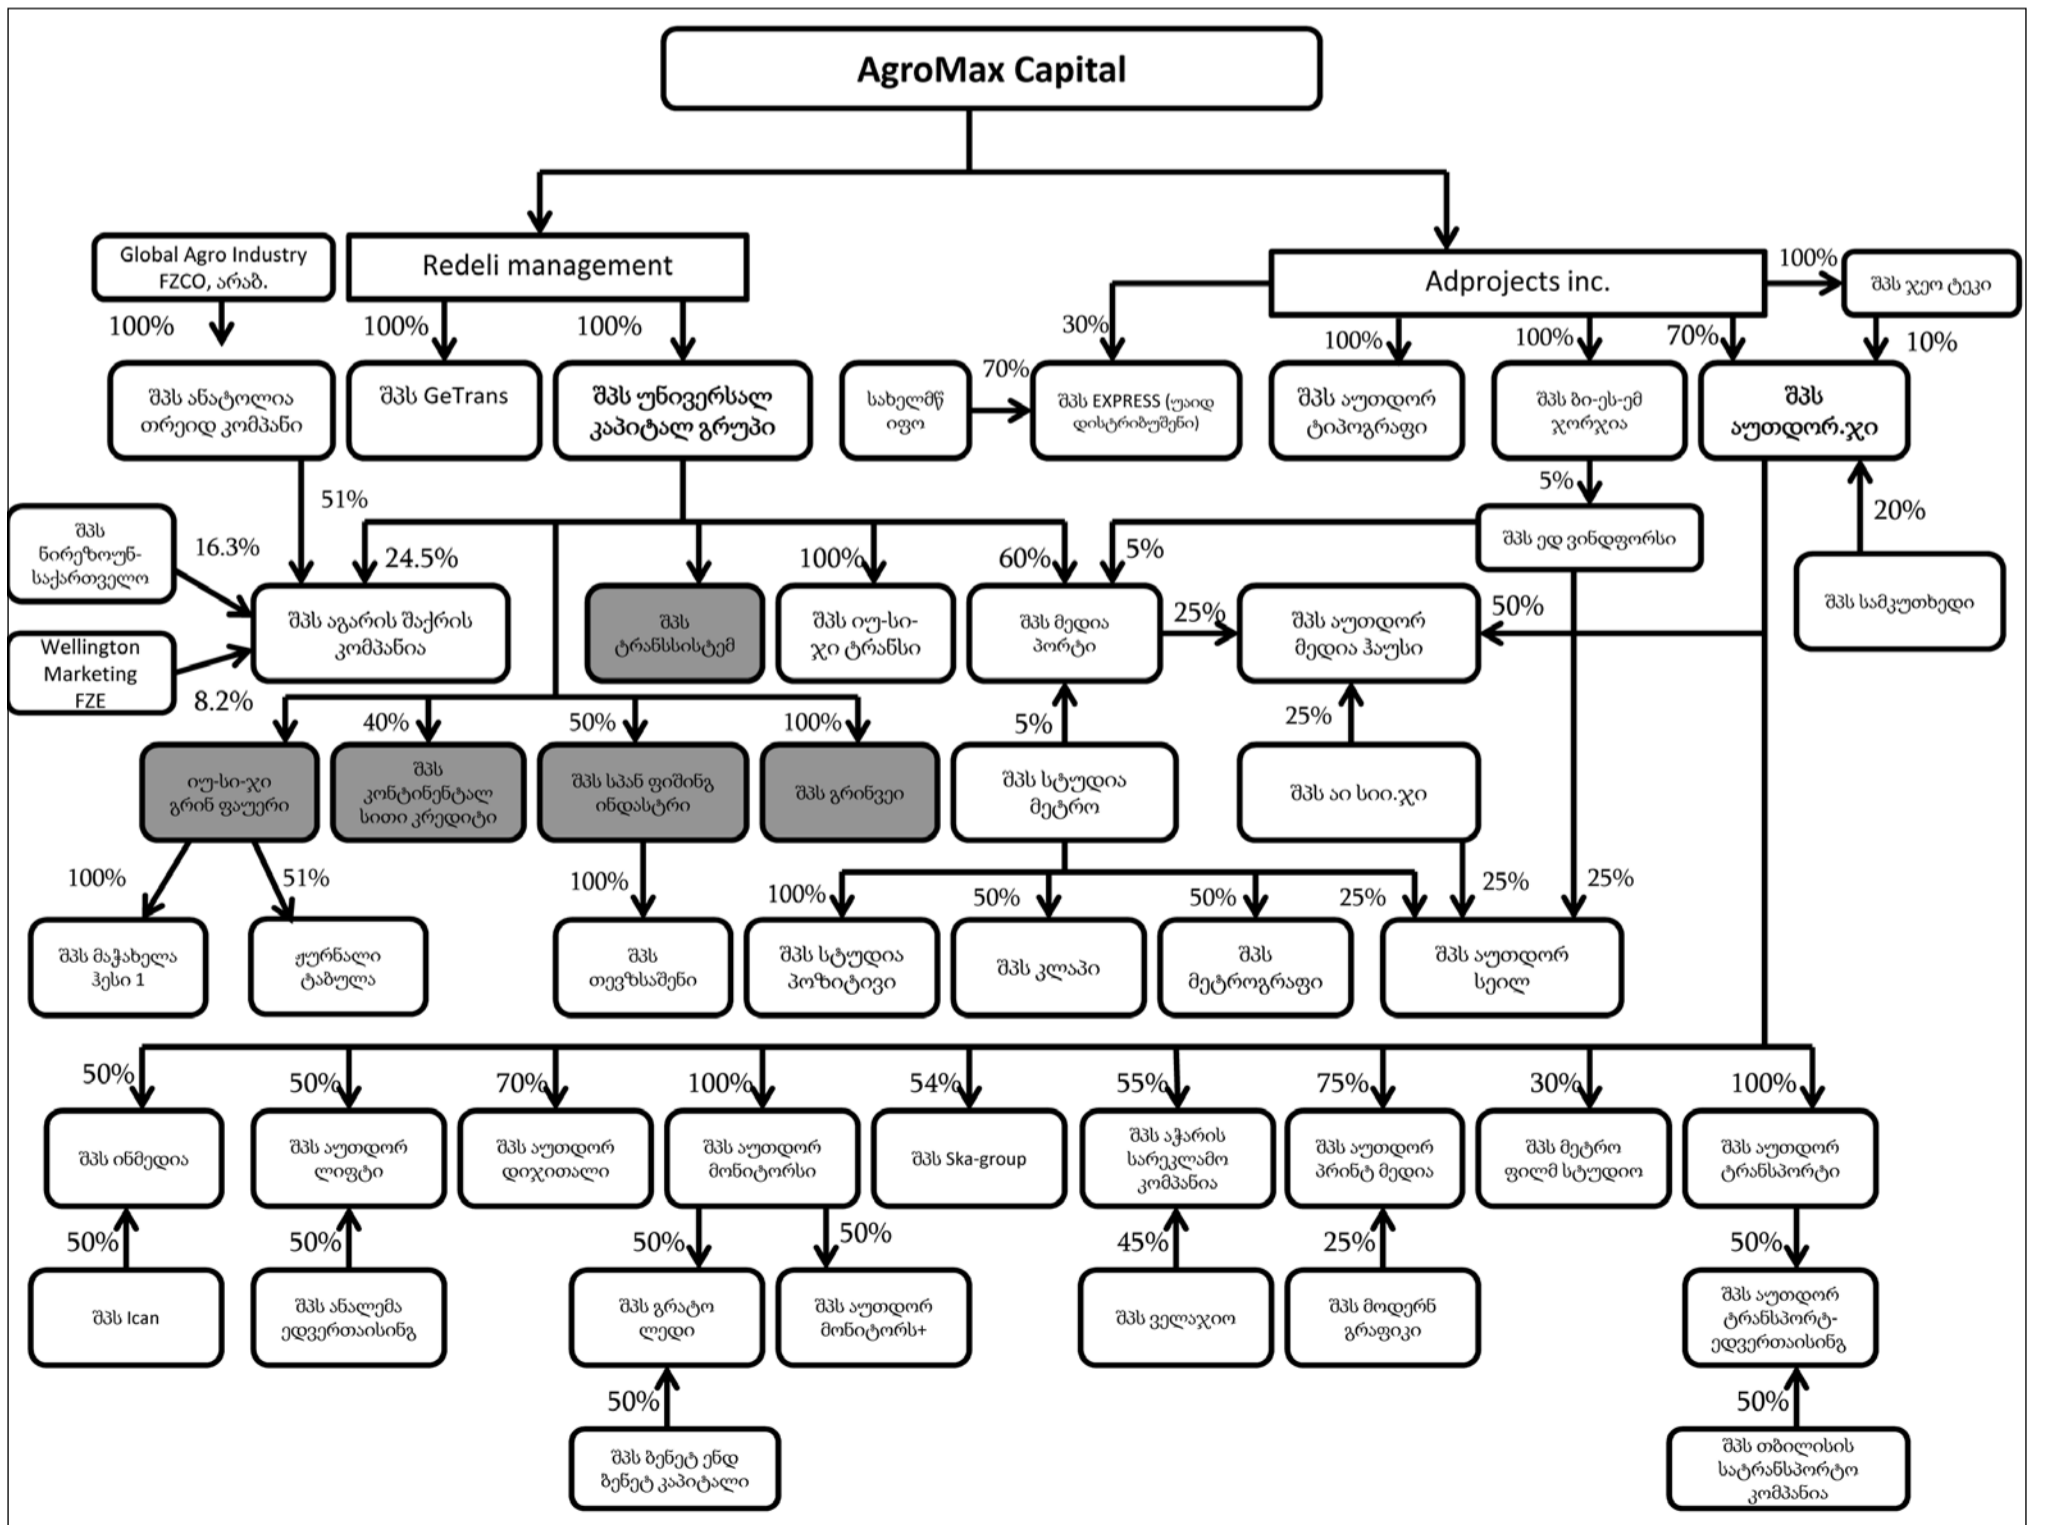 AgroMax Capital
Global Agro Industry
FZCO, არაბ.
Redeli management
Adprojects inc.
100%
შპს ჯეო ტეკი
100%
100%
100%
30%
100%
100%
70%
10%
შპს ანატოლია
თრეიდ კომპანი
შპს GeTrans
შპს უნივერსალ
კაპიტალ გრუპი
სახელმწ
იფო
70%
შპს EXPRESS (უაიდ
დისტრიბუშენი)
შპს აუთდორ
ტიპოგრაფი
შპს ბი-ეს-ემ
ჯორჯია
შპს
აუთდორ.ჯი
51%
5%
20%
შპს
ნირეზოუნ-
საქართველო
16.3%
24.5%
100%
60%
5%
შპს ედ ვინდფორსი
შპს სამკუთხედი
Wellington
Marketing
FZE
8.2%
შპს აგარის შაქრის
კომპანია
შპს
ტრანსსისტემ
შპს იუ-სი-
ჯი ტრანსი
შპს მედია
პორტი
25%
შპს აუთდორ
მედია ჰაუსი
50%
40%
50%
100%
5%
25%
იუ-სი-ჯი
გრინ ფაუერი
შპს
კონტინენტალ
სითი კრედიტი
შპს სპან ფიშინგ
ინდასტრი
შპს გრინვეი
შპს სტუდია
მეტრო
შპს აი სიი.ჯი
100%
51%
100%
100%
50%
50%
25%
25%
25%
შპს მაჭახელა
ჰესი 1
ჟურნალი
ტაბულა
შპს
თევზსაშენი
შპს სტუდია
პოზიტივი
შპს კლაპი
შპს
მეტროგრაფი
შპს აუთდორ
სეილ
50%
50%
70%
100%
54%
55%
75%
30%
100%
შპს ინმედია
შპს აუთდორ
ლიფტი
შპს აუთდორ
დიჯითალი
შპს აუთდორ
მონიტორსი
შპს Ska-group
შპს აჭარის
სარეკლამო
კომპანია
შპს აუთდორ
პრინტ მედია
შპს მეტრო
ფილმ სტუდიო
შპს აუთდორ
ტრანსპორტი
50%
50%
50%
50%
45%
25%
50%
შპს Ican
შპს ანალემა
ედვერთაისინგ
შპს გრატო
ლედი
შპს აუთდორ
მონიტორს+
შპს ველაჯიო
შპს მოდერნ
გრაფიკი
შპს აუთდორ
ტრანსპორტ-
ედვერთაისინგ
50%
50%
შპს ბენეტ ენდ
ბენეტ კაპიტალი
შპს თბილისის
სატრანსპორტო
კომპანია